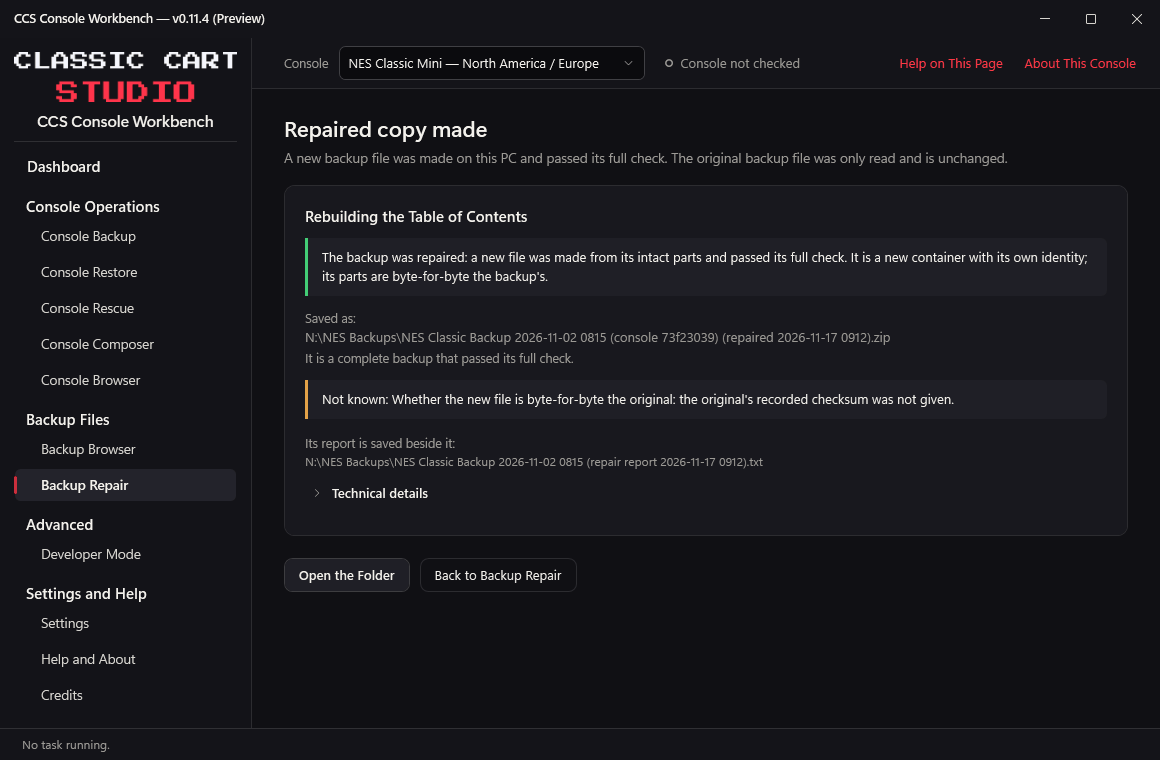 CCS Console Workbench — v0.11.4 (Preview)
CLASSIC CART
STUDIO
CCS Console Workbench
Dashboard
Console Operations
Console Backup
Console Restore
Console Rescue
Console Composer
Console Browser
Backup Files
Backup Browser
Backup Repair
Advanced
Developer Mode
Settings and Help
Settings
Help and About
Credits
Console
NES Classic Mini — North America / Europe
Console not checked
Help on This Page
About This Console
Repaired copy made
A new backup file was made on this PC and passed its full check. The original backup file was only read and is unchanged.
Rebuilding the Table of Contents
The backup was repaired: a new file was made from its intact parts and passed its full check. It is a new container with its own identity;
its parts are byte-for-byte the backup's.
Saved as:
N:\NES Backups\NES Classic Backup 2026-11-02 0815 (console 73f23039) (repaired 2026-11-17 0912).zip
It is a complete backup that passed its full check.
Not known: Whether the new file is byte-for-byte the original: the original's recorded checksum was not given.
Its report is saved beside it:
N:\NES Backups\NES Classic Backup 2026-11-02 0815 (repair report 2026-11-17 0912).txt
Technical details
Open the Folder
Back to Backup Repair
No task running.